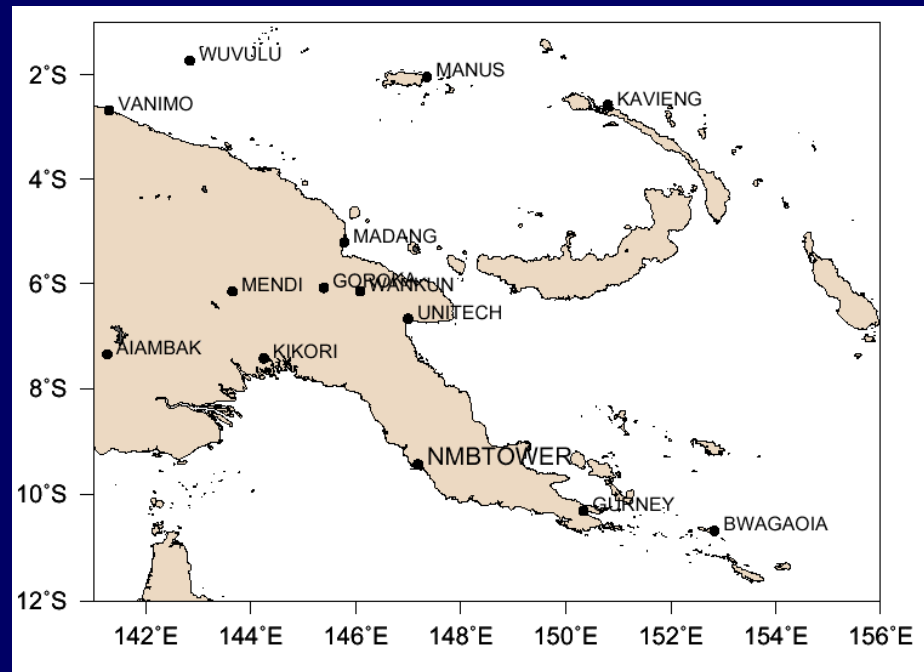 WUVULU
2°S
MANUS
VANIMO
KAVIENG
4°S
MADANG
6°S
MENDI
GOROKA
WANKUN
UNITECH
AIAMBAK
KIKORI
8°S
NMBTOWER
10°S
GURNEY
BWAGAOIA
12°S
142°E 144°E 146°E 148°E 150°E 152°E 154°E 156°E